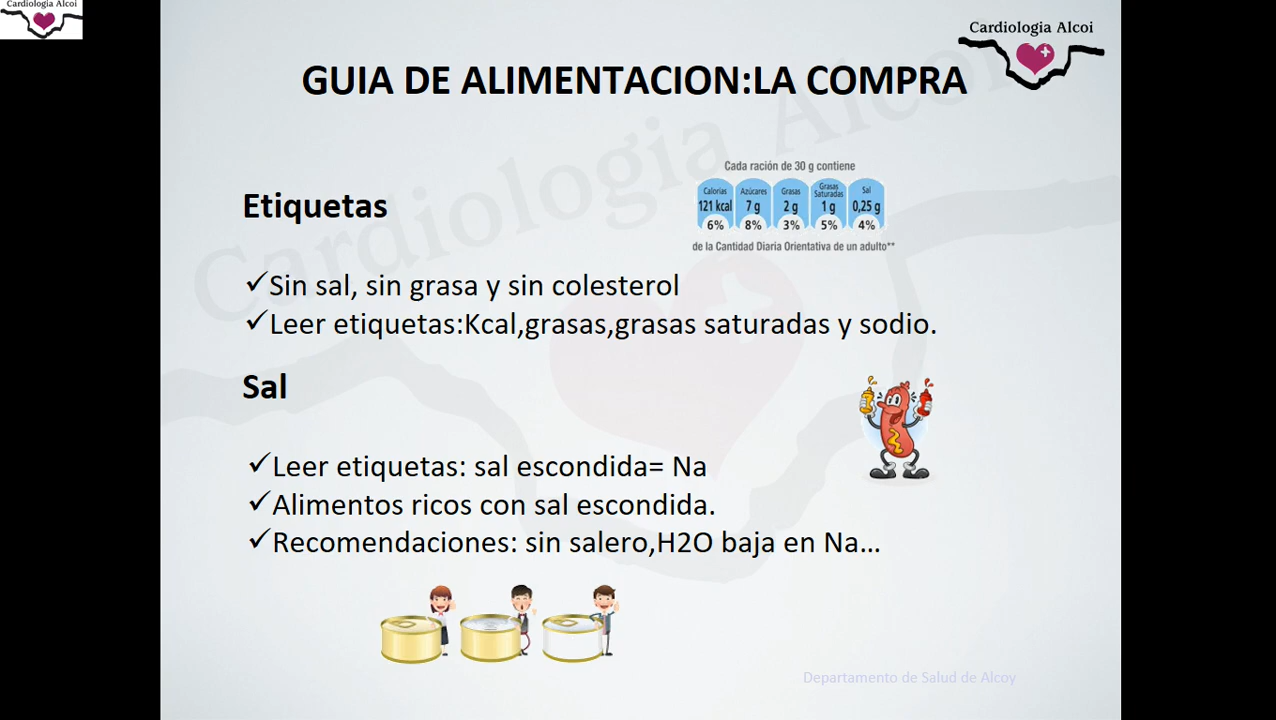 Cardiologia Alcoi
Cardiologia Alcoi
GUIA DE ALIMENTACION:LA COMPRA
Cada ración de 30 g contiene
Calorías Azúcares Grasas Grasas Saturadas Sal
121 kcal 7 g 2 g 1 g 0,25 g
6% 8% 3% 5% 4%
de la Cantidad Diaria Orientativa de un adulto**
Etiquetas
✓Sin sal, sin grasa y sin colesterol
✓Leer etiquetas:Kcal,grasas,grasas saturadas y sodio.
Sal
✓Leer etiquetas: sal escondida= Na
✓Alimentos ricos con sal escondida.
✓Recomendaciones: sin salero,H2O baja en Na...
Departamento de Salud de Alcoy
Cardiologia Alcoi